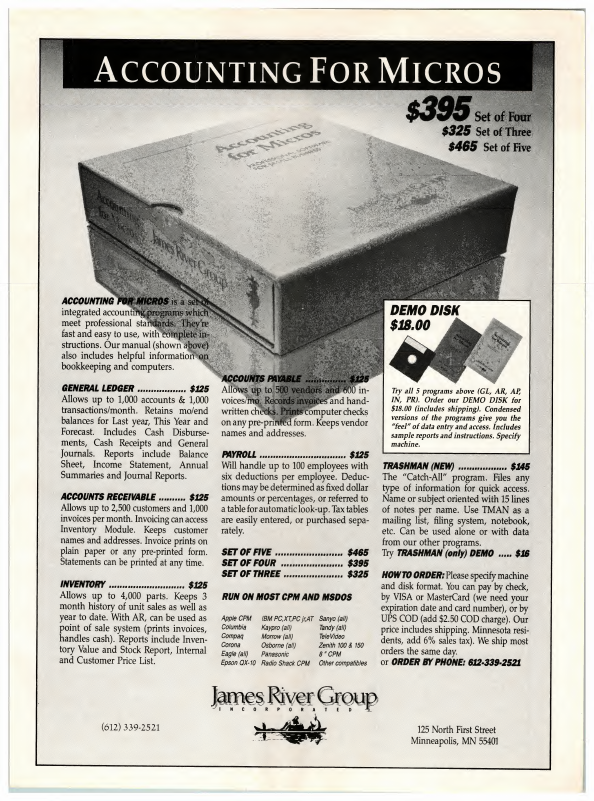 ACCOUNTING FOR MICROS
$395 Set of Four
$325 Set of Three
$465 Set of Five
Accounting
for Micros
PROFESSIONAL SOFTWARE
FOR YOUR BUSINESS
Accounting
for Micros
James River Group
ACCOUNTING FOR MICROS is a set of
integrated accounting programs which
meet professional standards. They're
fast and easy to use, with complete in-
structions. Our manual (shown above)
also includes helpful information on
bookkeeping and computers.
GENERAL LEDGER .................. $125
Allows up to 1,000 accounts & 1,000
transactions/month. Retains mo/end
balances for Last year, This Year and
Forecast. Includes Cash Disburse-
ments, Cash Receipts and General
Journals. Reports include Balance
Sheet, Income Statement, Annual
Summaries and Journal Reports.
ACCOUNTS RECEIVABLE .......... $125
Allows up to 2,500 customers and 1,000
invoices per month. Invoicing can access
Inventory Module. Keeps customer
names and addresses. Invoice prints on
plain paper or any pre-printed form.
Statements can be printed at any time.
INVENTORY ............................ $125
Allows up to 4,000 parts. Keeps 3
month history of unit sales as well as
year to date. With AR, can be used as
point of sale system (prints invoices,
handles cash). Reports include Inven-
tory Value and Stock Report, Internal
and Customer Price List.
ACCOUNTS PAYABLE ............... $125
Allows up to 500 vendors and 600 in-
voices/mo. Records invoices and hand-
written checks. Prints computer checks
on any pre-printed form. Keeps vendor
names and addresses.
PAYROLL ................................ $125
Will handle up to 100 employees with
six deductions per employee. Deduc-
tions may be determined as fixed dollar
amounts or percentages, or referred to
a table for automatic look-up. Tax tables
are easily entered, or purchased sepa-
rately.
SET OF FIVE ........................... $465
SET OF FOUR ......................... $395
SET OF THREE ....................... $325
RUN ON MOST CPM AND MSDOS
Apple CPM IBM PC,XT,PC jr,AT Sanyo (all)
Columbia Kaypro (all) Tandy (all)
Compaq Morrow (all) TeleVideo
Corona Osborne (all) Zenith 100 & 150
Eagle (all) Panasonic 8" CPM
Epson QX-10 Radio Shack CPM Other compatibles
DEMO DISK
$18.00
Try all 5 programs above (GL, AR, AP,
IN, PR). Order our DEMO DISK for
$18.00 (includes shipping). Condensed
versions of the programs give you the
"feel" of data entry and access. Includes
sample reports and instructions. Specify
machine.
TRASHMAN (NEW) .................. $145
The "Catch-All" program. Files any
type of information for quick access.
Name or subject oriented with 15 lines
of notes per name. Use TMAN as a
mailing list, filing system, notebook,
etc. Can be used alone or with data
from our other programs.
Try TRASHMAN (only) DEMO ..... $16
HOW TO ORDER: Please specify machine
and disk format. You can pay by check,
by VISA or MasterCard (we need your
expiration date and card number), or by
UPS COD (add $2.50 COD charge). Our
price includes shipping. Minnesota resi-
dents, add 6% sales tax). We ship most
orders the same day.
or ORDER BY PHONE: 612-339-2521
James River Group
INCORPORATED
(612) 339-2521
125 North First Street
Minneapolis, MN 55401